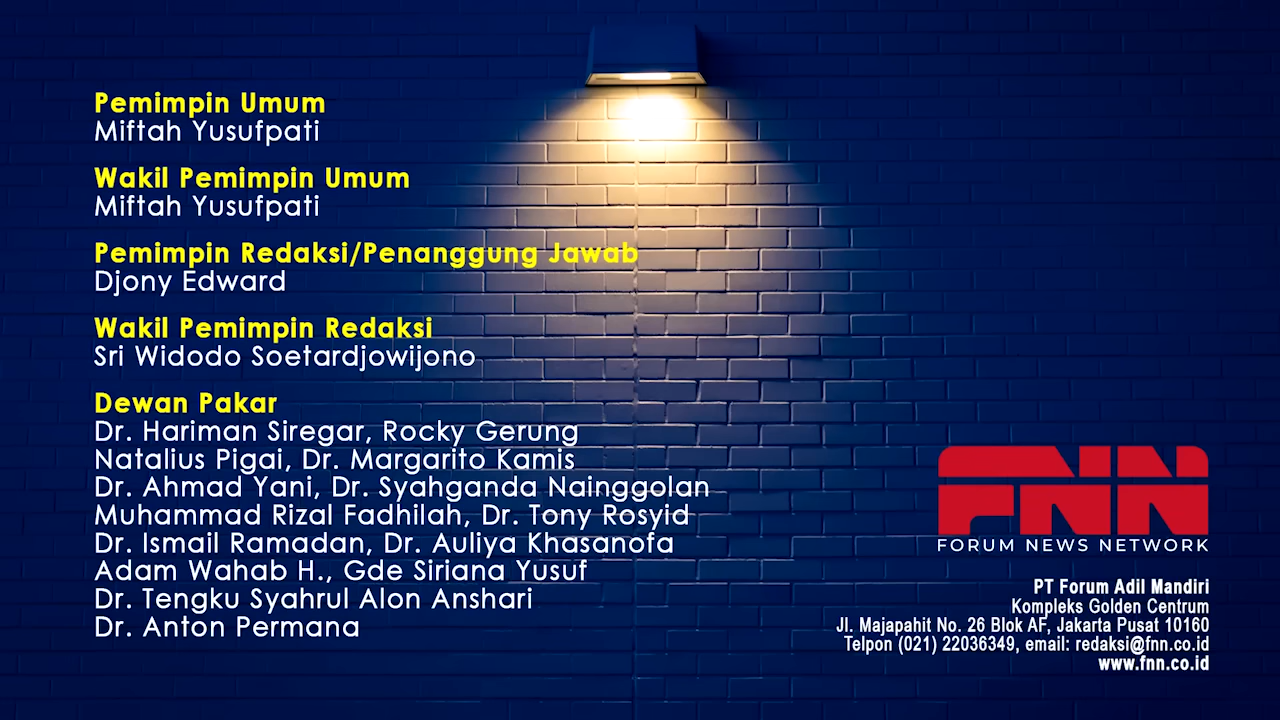 Pemimpin Umum
Miftah Yusufpati
Wakil Pemimpin Umum
Miftah Yusufpati
Pemimpin Redaksi/Penanggung Jawab
Djony Edward
Wakil Pemimpin Redaksi
Sri Widodo Soetardjowijono
Dewan Pakar
Dr. Hariman Siregar, Rocky Gerung
Natalius Pigai, Dr. Margarito Kamis
Dr. Ahmad Yani, Dr. Syahganda Nainggolan
Muhammad Rizal Fadhilah, Dr. Tony Rosyid
Dr. Ismail Ramadan, Dr. Auliya Khasanofa
Adam Wahab H., Gde Siriana Yusuf
Dr. Tengku Syahrul Alon Anshari
Dr. Anton Permana
FNN
FORUM NEWS NETWORK
PT Forum Adil Mandiri
Kompleks Golden Centrum
Jl. Majapahit No. 26 Blok AF, Jakarta Pusat 10160
Telpon (021) 22036349, email: redaksi@fnn.co.id
www.fnn.co.id